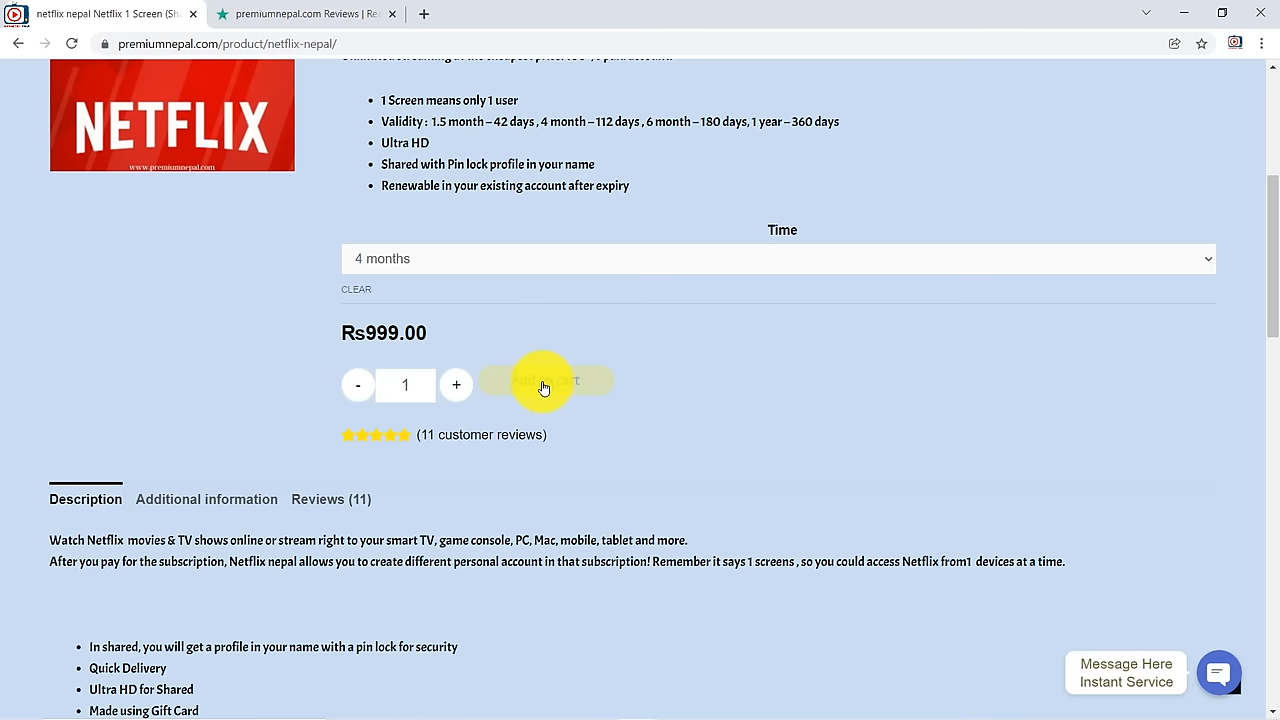 netflix nepal Netflix 1 Screen (Sh
premiumnepal.com Reviews | Re
premiumnepal.com/product/netflix-nepal/
NETFLIX
www.premiumnepal.com
1 Screen means only 1 user
Validity : 1.5 month – 42 days , 4 month – 112 days , 6 month – 180 days, 1 year – 360 days
Ultra HD
Shared with Pin lock profile in your name
Renewable in your existing account after expiry
Time
4 months
CLEAR
₨999.00
- 1 + Add to cart
(11 customer reviews)
Description Additional information Reviews (11)
Watch Netflix movies & TV shows online or stream right to your smart TV, game console, PC, Mac, mobile, tablet and more.
After you pay for the subscription, Netflix nepal allows you to create different personal account in that subscription! Remember it says 1 screens , so you could access Netflix from1 devices at a time.
In shared, you will get a profile in your name with a pin lock for security
Quick Delivery
Ultra HD for Shared
Made using Gift Card
Message Here
Instant Service